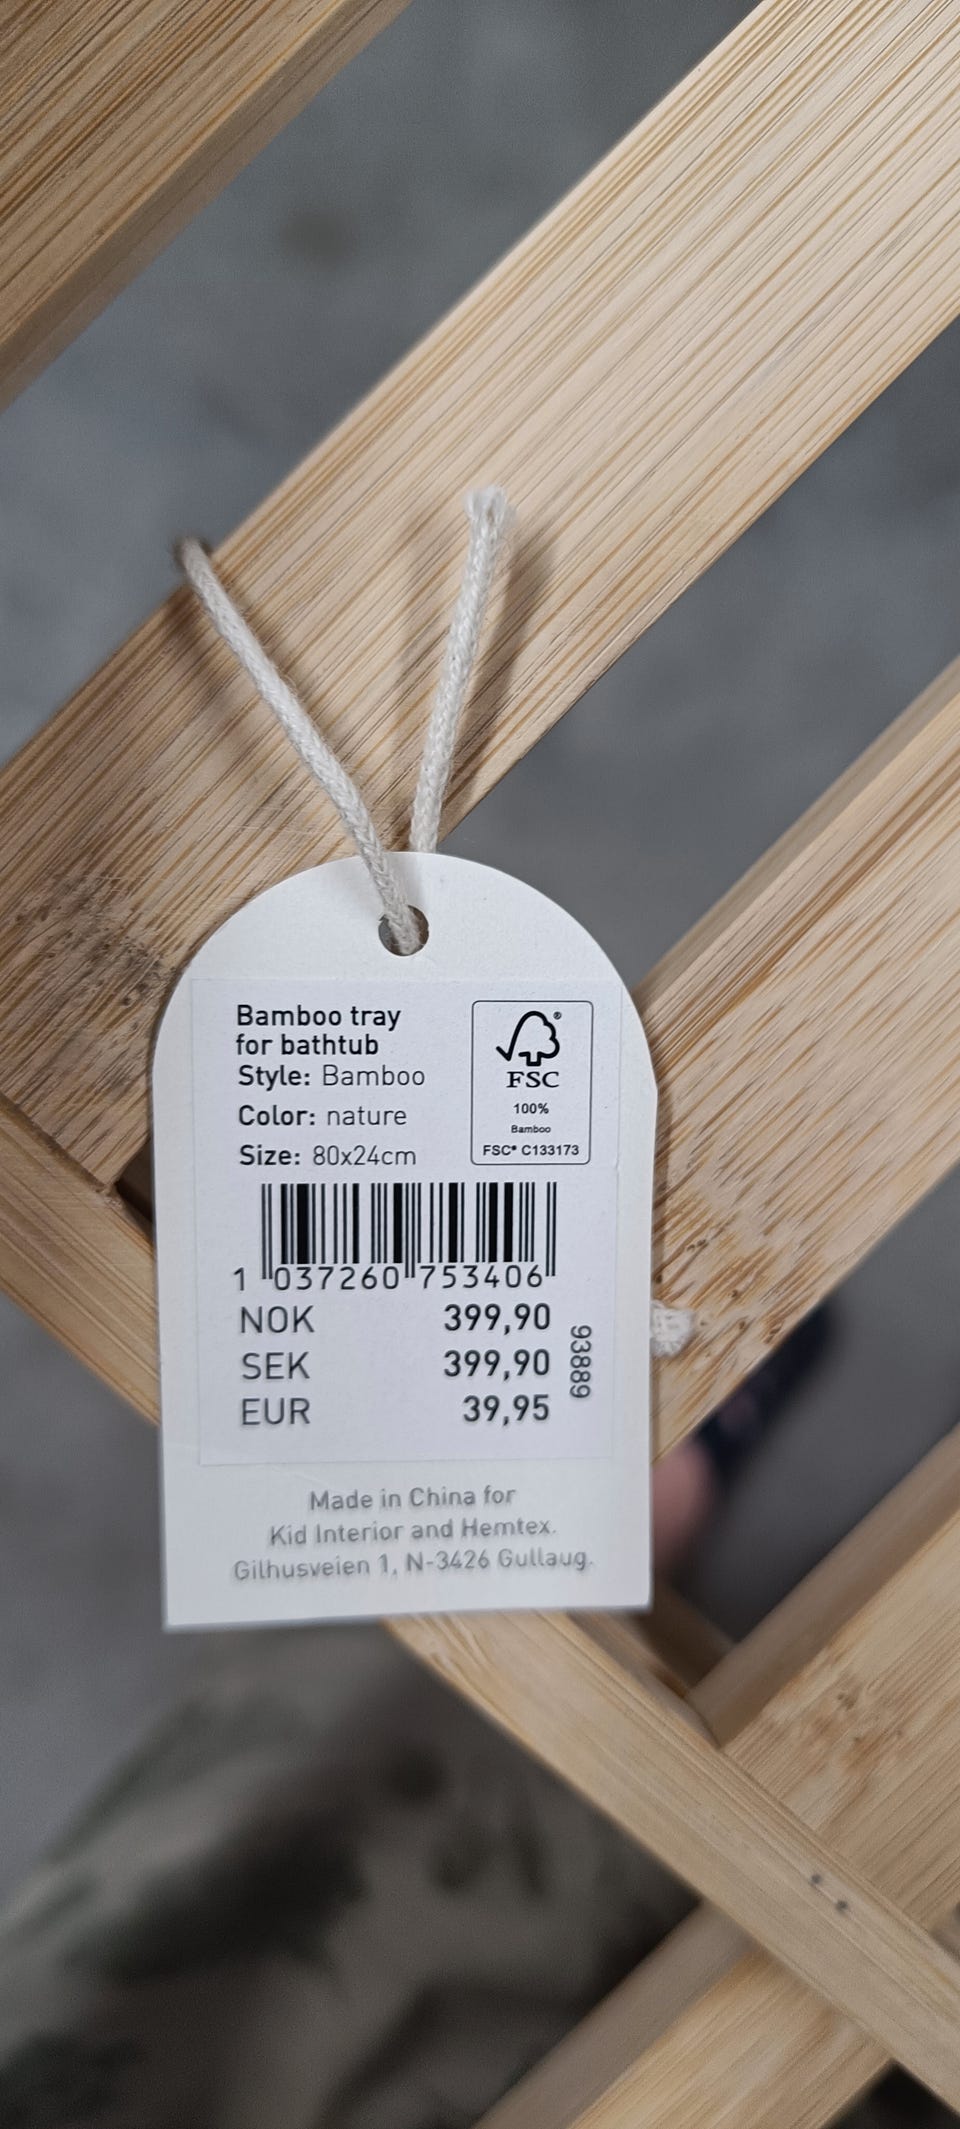 Bamboo tray
for bathtub
Style: Bamboo
Color: nature
Size: 80x24cm
®
FSC
100%
Bamboo
FSC® C133173
1 037260 753406
NOK 399,90
SEK 399,90
EUR 39,95
93889
Made in China for
Kid Interior and Hemtex.
Gilhusveien 1, N-3426 Gullaug.